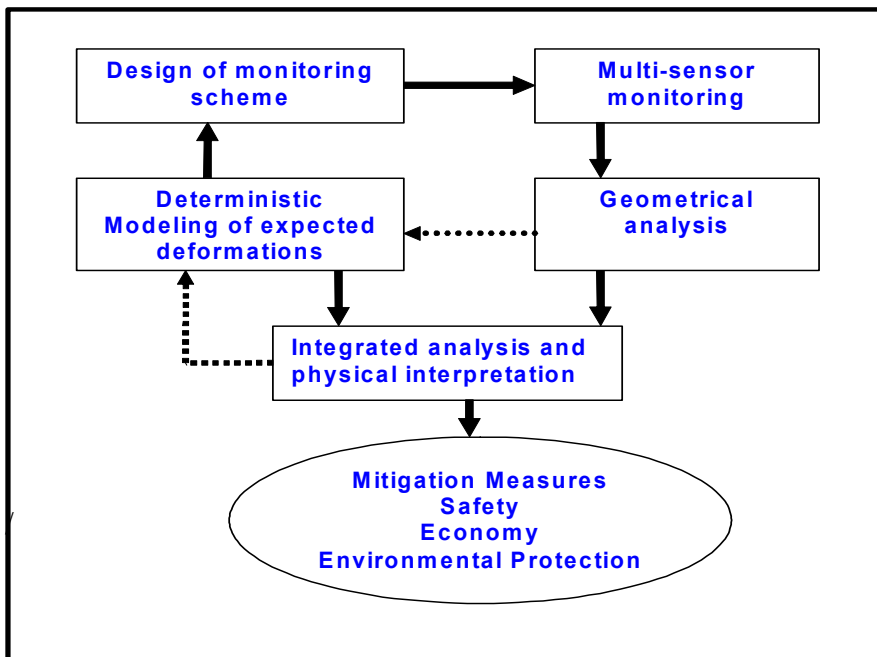 Design of monitoring
scheme
Multi-sensor
monitoring
Deterministic
Modeling of expected
deformations
Geometrical
analysis
Integrated analysis and
physical interpretation
Mitigation Measures
Safety
Economy
Environmental Protection
/